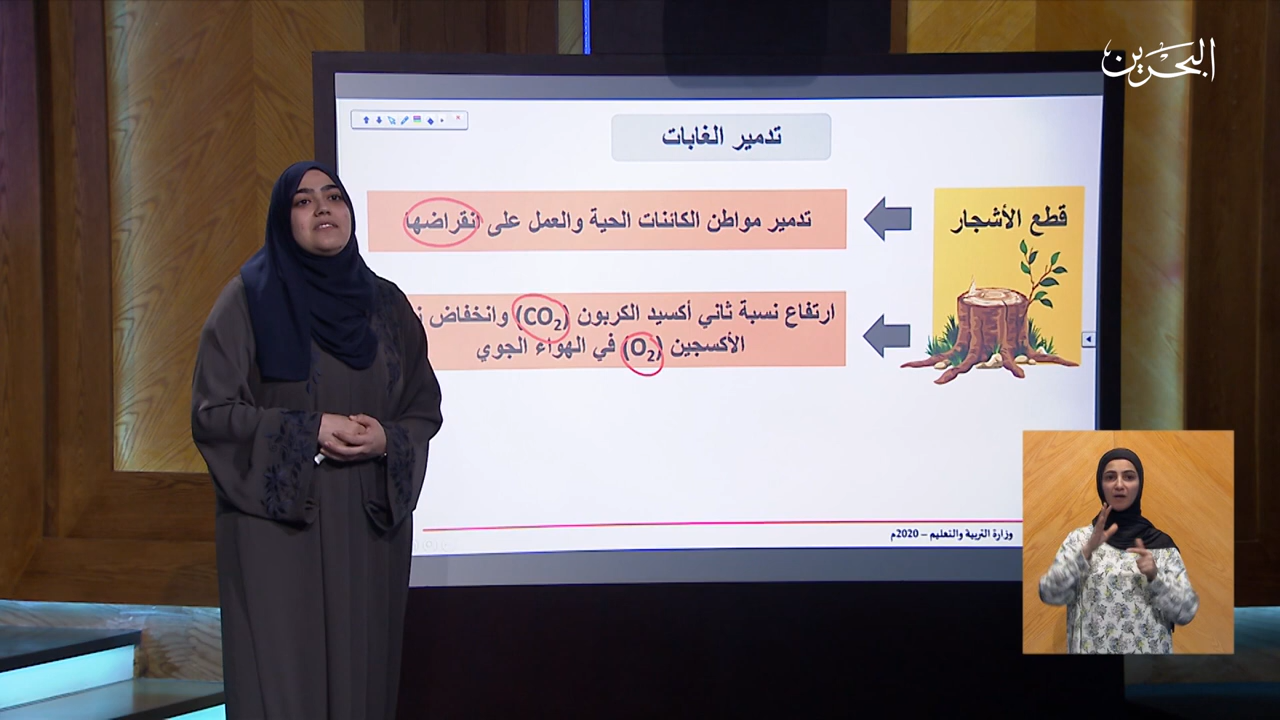 البحرين
تدمير الغابات
قطع الأشجار
تدمير مواطن الكائنات الحية والعمل على انقراضها
ارتفاع نسبة ثاني أكسيد الكربون (CO₂) وانخفاض
الأكسجين (O₂) في الهواء الجوي
وزارة التربية والتعليم – 2020م